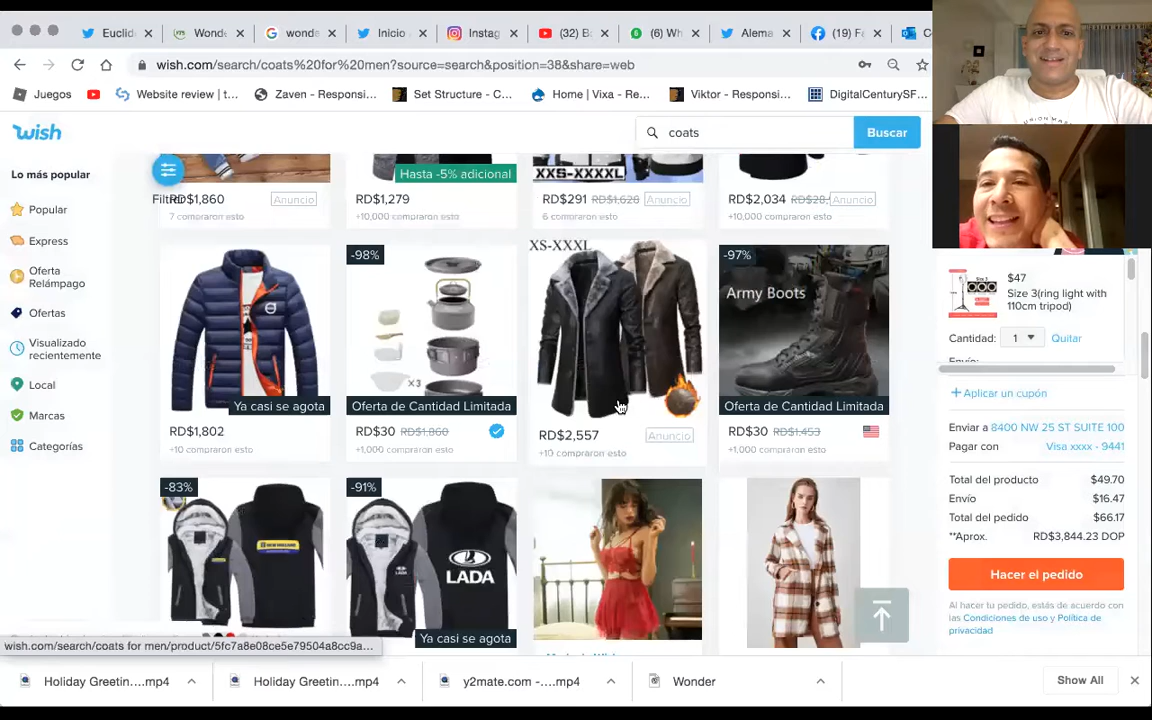 Euclid
Wond
wonde
Inicio
Instag
(32) B
(6) Wh
Alema
(19) F
wish.com/search/coats%20for%20men?source=search&position=38&share=web
Juegos
Website review | t...
Zaven - Responsi...
Set Structure - C...
Home | Vixa - Re...
Viktor - Responsi...
DigitalCenturySF...
wish
coats
Buscar
Lo más popular
Popular
Express
Oferta
Relámpago
Ofertas
Visualizado
recientemente
Local
Marcas
Categorías
Hasta -5% adicional
XXS-XXXXL
RD$1,860 Anuncio
7 compraron esto
RD$1,279
+10,000 compraron esto
RD$291 RD$1,628 Anuncio
6 compraron esto
RD$2,034 Anuncio
+10,000 compraron esto
Ya casi se agota
RD$1,802
+10 compraron esto
-98%
X3
Oferta de Cantidad Limitada
RD$30 RD$1,860
+1,000 compraron esto
XS-XXXL
RD$2,557 Anuncio
+10 compraron esto
-97%
Army Boots
Oferta de Cantidad Limitada
RD$30 RD$1,453
+1,000 compraron esto
-83%
NEW HOLLAND
-91%
LADA
Ya casi se agota
$47
Size 3(ring light with
110cm tripod)
Cantidad: 1 Quitar
Aplicar un cupón
Enviar a 8400 NW 25 ST SUITE 100
Pagar con Visa xxxx - 9441
Total del producto $49.70
Envío $16.47
Total del pedido $66.17
**Aprox. RD$3,844.23 DOP
Hacer el pedido
Al hacer tu pedido, estás de acuerdo con
las Condiciones de uso y Política de
privacidad
wish.com/search/coats for men/product/5fc7a8e08ce5e79504a8cc9a...
Holiday Greetin....mp4
Holiday Greetin....mp4
y2mate.com -....mp4
Wonder
Show All